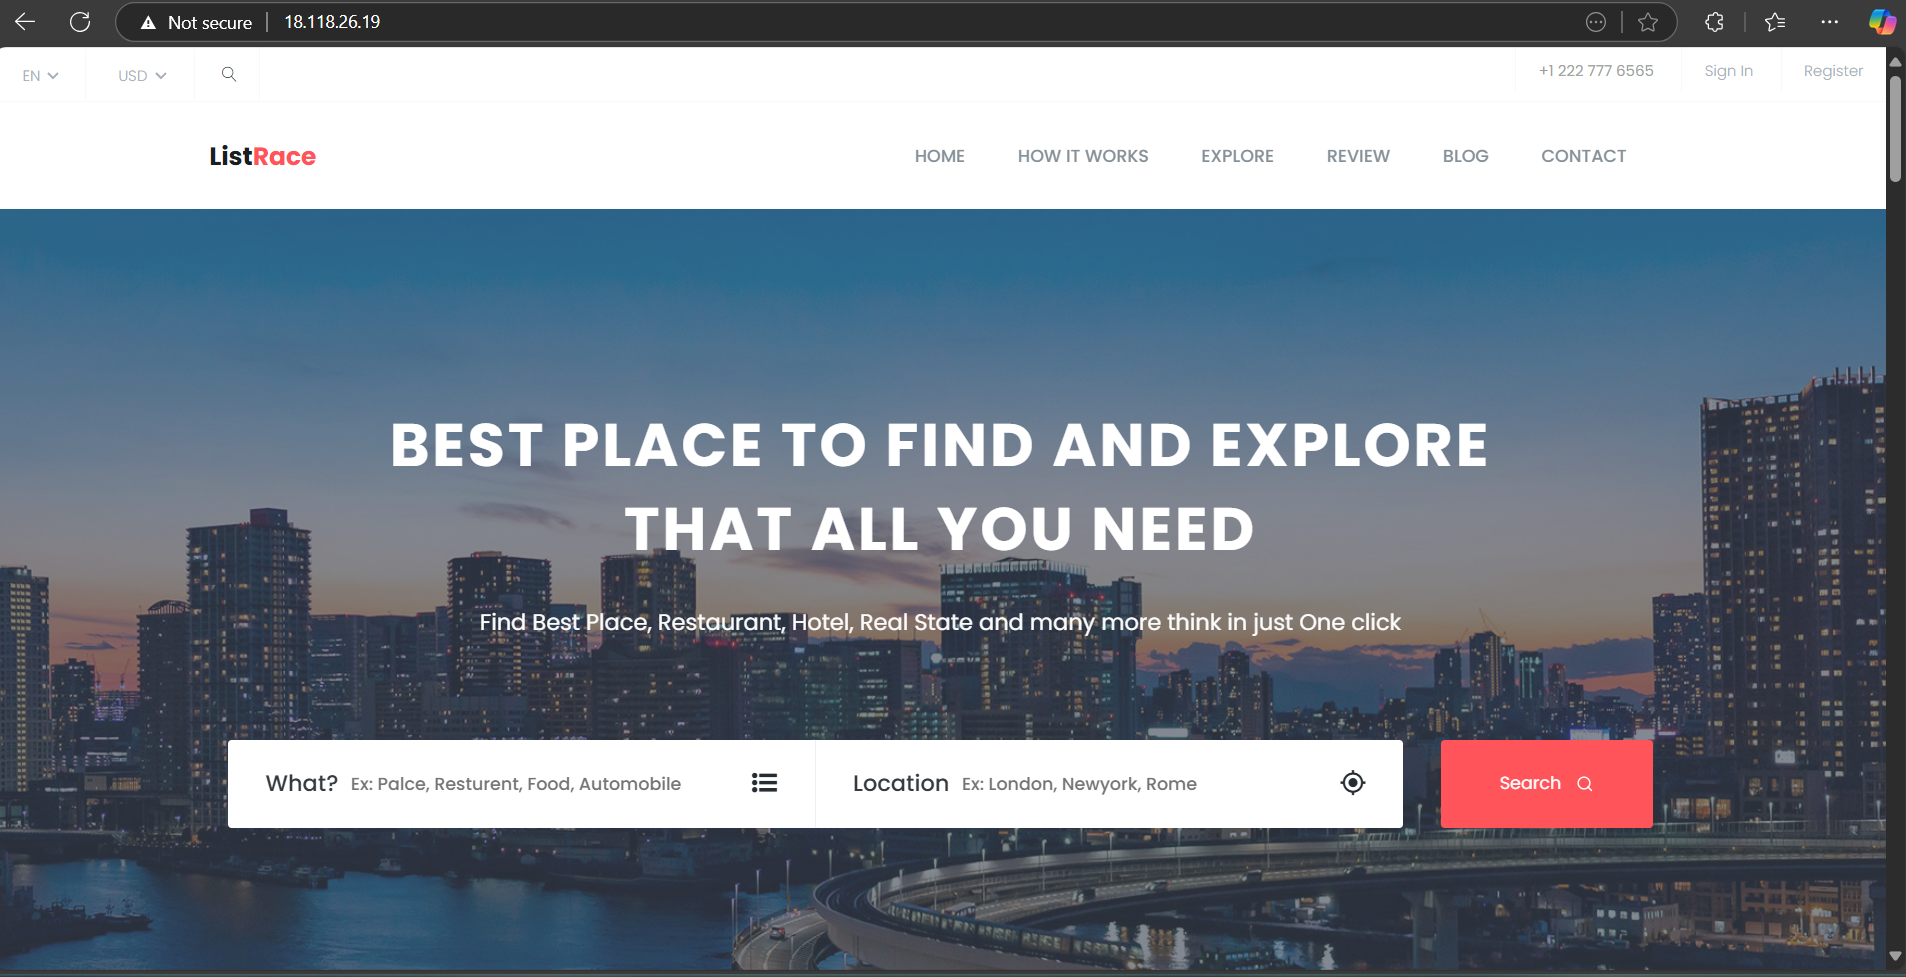 Not secure 18.118.26.19
EN USD +1 222 777 6565 Sign In Register
ListRace HOME HOW IT WORKS EXPLORE REVIEW BLOG CONTACT
BEST PLACE TO FIND AND EXPLORE
THAT ALL YOU NEED
Find Best Place, Restaurant, Hotel, Real State and many more think in just One click
What? Ex: Palce, Resturent, Food, Automobile Location Ex: London, Newyork, Rome Search